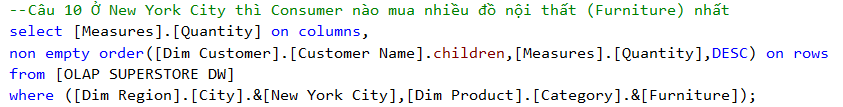 --Câu 10 Ở New York City thì Consumer nào mua nhiều đồ nội thất (Furniture) nhất
select [Measures].[Quantity] on columns,
non empty order([Dim Customer].[Customer Name].children,[Measures].[Quantity],DESC) on rows
from [OLAP SUPERSTORE DW]
where ([Dim Region].[City].&[New York City],[Dim Product].[Category].&[Furniture]);